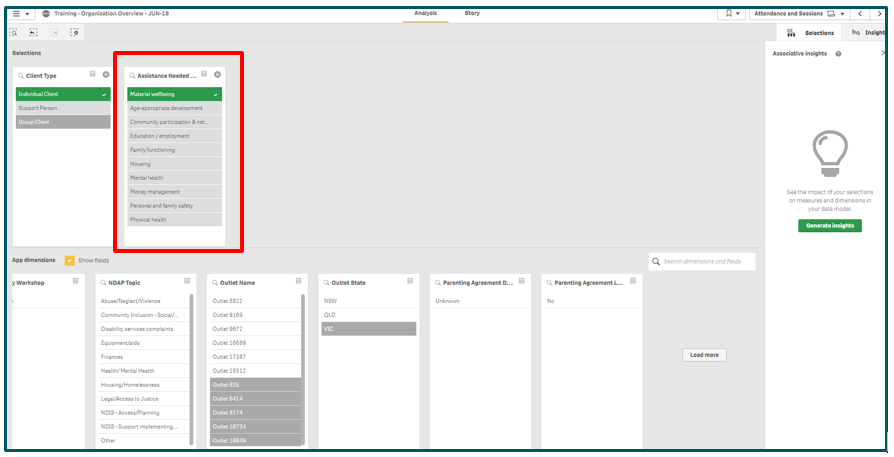 Training - Organisation Overview - JUN-18
Analysis
Story
Attendance and Sessions
Selections
Insight
Selections
Associative insights
Client Type
Individual Client
Support Person
Group Client
Assistance Needed ...
Material wellbeing
Age-appropriate development
Community participation & net...
Education / employment
Family functioning
Housing
Mental health
Money management
Personal and family safety
Physical health
See the impact of your selections
on measures and dimensions in
your data model.
Generate insights
App dimensions
Show fields
Search dimensions and fields
y Workshop
NDAP Topic
Abuse/Neglect/Violence
Community Inclusion - Social/...
Disability services complaints
Equipment/aids
Finances
Health/ Mental Health
Housing/Homelessness
Legal/Access to Justice
NDIS - Access/Planning
NDIS - Support implementing ...
Other
Outlet Name
Outlet 6822
Outlet 9169
Outlet 9672
Outlet 16689
Outlet 17387
Outlet 19312
Outlet 835
Outlet 6414
Outlet 8174
Outlet 10734
Outlet 10849
Outlet State
NSW
QLD
VIC
Parenting Agreement D...
Unknown
Parenting Agreement L...
No
Load more